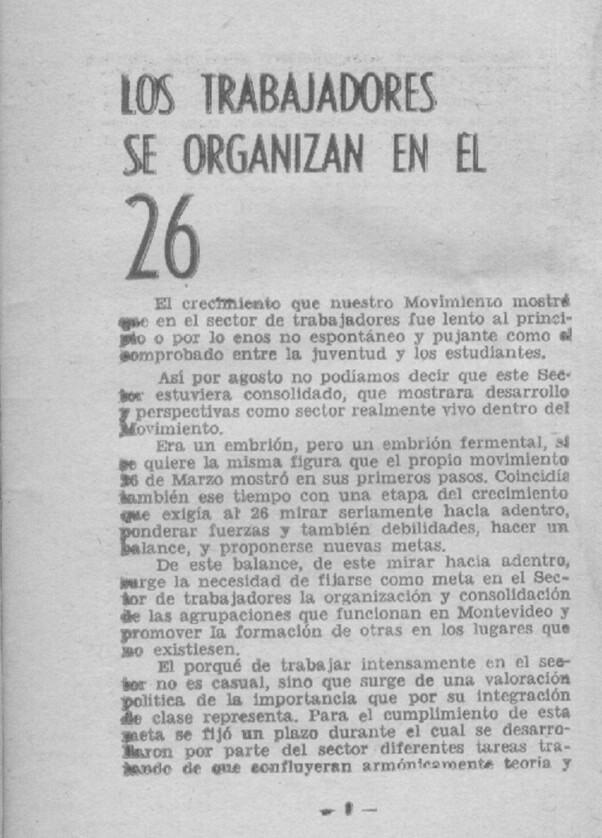 LOS TRABAJADORES
SE ORGANIZAN EN EL
26
El crecimiento que nuestro Movimiento mostró
que en el sector de trabajadores fue lento al princi-
pio o por lo enos no espontáneo y pujante como el
comprobado entre la juventud y los estudiantes.
Así por agosto no podíamos decir que este Sec-
tor estuviera consolidado, que mostrara desarrollo
y perspectivas como sector realmente vivo dentro del
Movimiento.
Era un embrión, pero un embrión fermental, si
se quiere la misma figura que el propio movimiento
26 de Marzo mostró en sus primeros pasos. Coincidía
también ese tiempo con una etapa del crecimiento
que exigía al 26 mirar seriamente hacia adentro,
ponderar fuerzas y también debilidades, hacer un
balance, y proponerse nuevas metas.
De este balance, de este mirar hacia adentro,
surge la necesidad de fijarse como meta en el Sec-
tor de trabajadores la organización y consolidación
de las agrupaciones que funcionan en Montevideo y
promover la formación de otras en los lugares que
no existiesen.
El porqué de trabajar intensamente en el sec-
tor no es casual, sino que surge de una valoración
política de la importancia que por su integración
de clase representa. Para el cumplimiento de esta
meta se fijó un plazo durante el cual se desarro-
llaron por parte del sector diferentes tareas tra-
tando de que confluyeran armónicamente teoría y